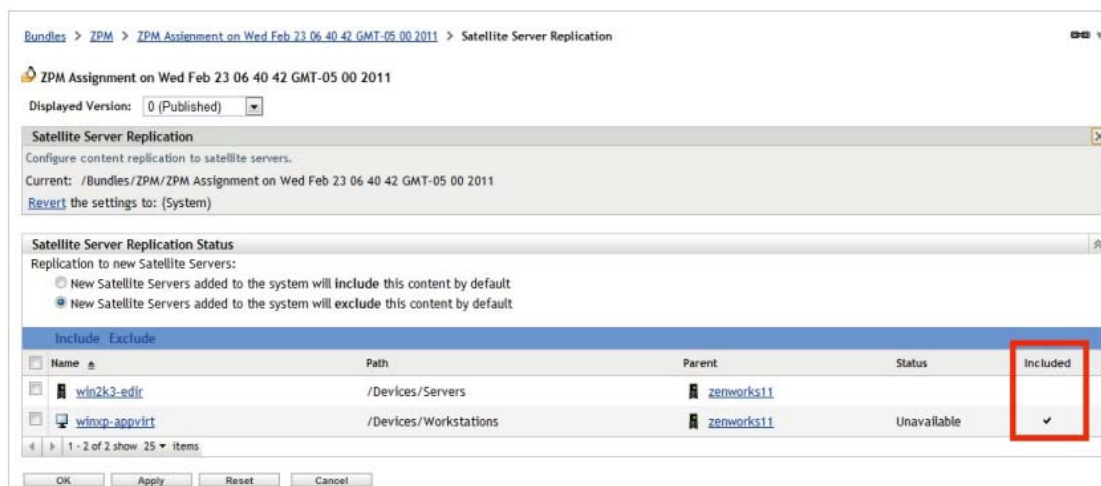 Bundles > ZPM > ZPM Assignment on Wed Feb 23 06 40 42 GMT-05 00 2011 > Satellite Server Replication
ZPM Assignment on Wed Feb 23 06 40 42 GMT-05 00 2011
Displayed Version: 0 (Published)
Satellite Server Replication
Configure content replication to satellite servers.
Current: /Bundles/ZPM/ZPM Assignment on Wed Feb 23 06 40 42 GMT-05 00 2011
Revert the settings to: (System)
Satellite Server Replication Status
Replication to new Satellite Servers:
New Satellite Servers added to the system will include this content by default
New Satellite Servers added to the system will exclude this content by default
Include Exclude
Name Path Parent Status Included
win2k3-edir /Devices/Servers zenworks11
winxp-appvirt /Devices/Workstations zenworks11 Unavailable
1 - 2 of 2 show 25 items
OK Apply Reset Cancel